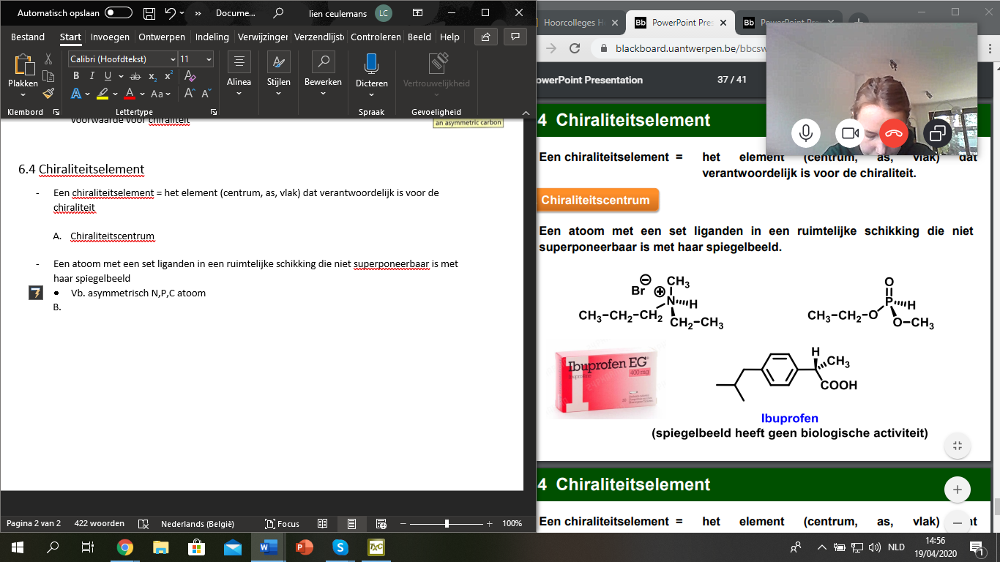 Automatisch opslaan
Docume...
lien ceulemans
LC
Bestand Start Invoegen Ontwerpen Indeling Verwijzingen Verzendlijst Controleren Beeld Help
Calibri (Hoofdtekst) 11
Plakken
B I U ab x₂ x²
A A Aa A A
Alinea
Stijlen
Bewerken
Dicteren
Vertrouwelijkheid
Klembord
Lettertype
Spraak
Gevoeligheid
voorwaarde voor chiraliteit
an asymmetric carbon
6.4 Chiraliteitselement
- Een chiraliteitselement = het element (centrum, as, vlak) dat verantwoordelijk is voor de
chiraliteit
A. Chiraliteitscentrum
- Een atoom met een set liganden in een ruimtelijke schikking die niet superponeerbaar is met
haar spiegelbeeld
• Vb. asymmetrisch N,P,C atoom
B.
Pagina 2 van 2 422 woorden Nederlands (België) Focus 100%
Hoorcolleges H
Bb PowerPoint Pres
Bb PowerPoint Pr
blackboard.uantwerpen.be/bbcsw
owerPoint Presentation 37 / 41
4 Chiraliteitselement
Een chiraliteitselement = het element (centrum, as, vlak) dat
verantwoordelijk is voor de chiraliteit.
Chiraliteitscentrum
Een atoom met een set liganden in een ruimtelijke schikking die niet
superponeerbaar is met haar spiegelbeeld.
Br ⊖ ⊕ CH₃
N H
CH₃–CH₂–CH₂ CH₂–CH₃
O
P H
CH₃–CH₂–O O–CH₃
Ibuprofen EG
400 mg
H
CH₃
COOH
Ibuprofen
(spiegelbeeld heeft geen biologische activiteit)
4 Chiraliteitselement
Een chiraliteitselement = het element (centrum, as, vlak)
NLD
14:56
19/04/2020
1